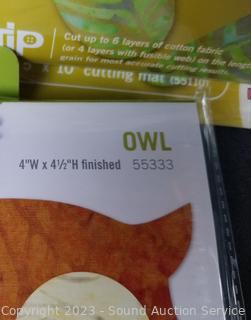 tip
Cut up to 6 layers of cotton fabric
(or 4 layers with fusible web) on the length
grain for most accurate cutting results.
10" cutting mat (551
OWL
4"W x 4½"H finished 55333
Copyright © 2023 - Sound Auction Service